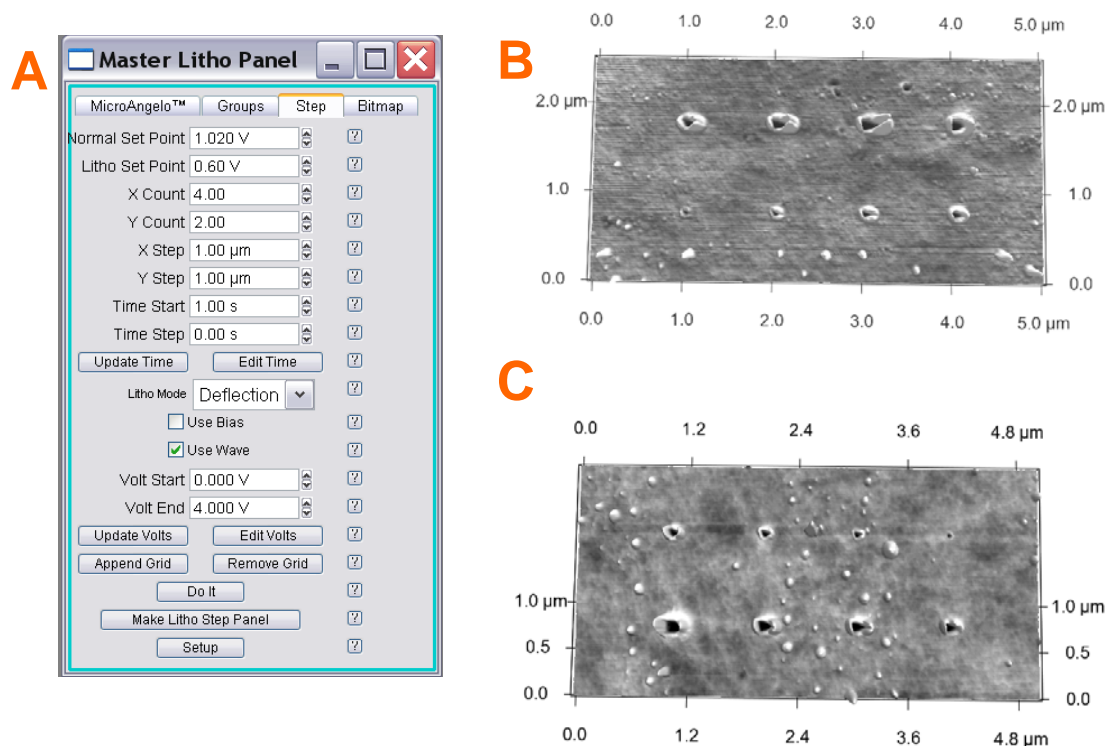 A
Master Litho Panel
MicroAngelo™ Groups Step Bitmap
Normal Set Point 1.020 V ?
Litho Set Point 0.60 V ?
X Count 4.00 ?
Y Count 2.00 ?
X Step 1.00 µm ?
Y Step 1.00 µm ?
Time Start 1.00 s ?
Time Step 0.00 s ?
Update Time Edit Time ?
Litho Mode Deflection ?
Use Bias ?
Use Wave ?
Volt Start 0.000 V ?
Volt End 4.000 V ?
Update Volts Edit Volts ?
Append Grid Remove Grid ?
Do It ?
Make Litho Step Panel ?
Setup ?
B
0.0 1.0 2.0 3.0 4.0 5.0 µm
2.0 µm 2.0 µm
1.0 1.0
0.0 0.0
0.0 1.0 2.0 3.0 4.0 5.0 µm
C
0.0 1.2 2.4 3.6 4.8 µm
1.0 µm 1.0 µm
0.5 0.5
0.0 0.0
0.0 1.2 2.4 3.6 4.8 µm